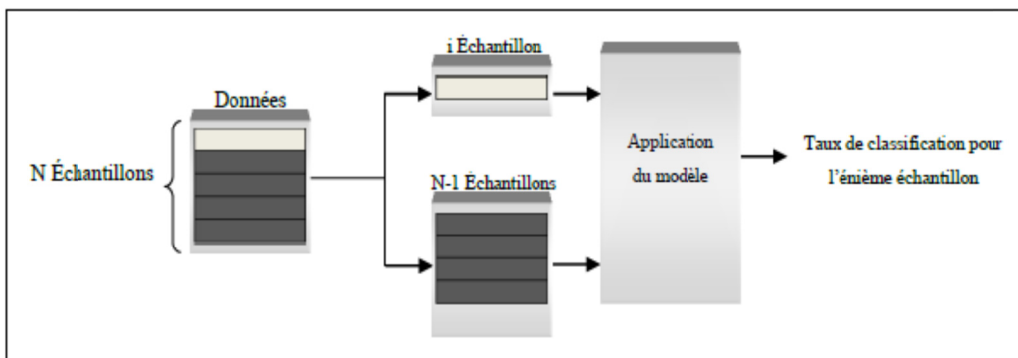 i Échantillon
Données
N Échantillons
N-1 Échantillons
Application
du modèle
Taux de classification pour
l'énième échantillon